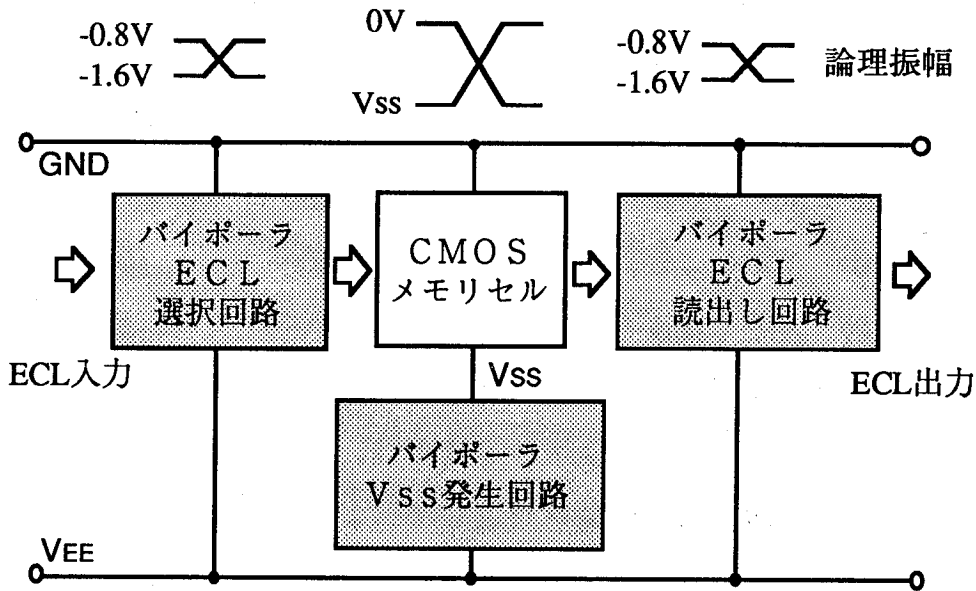 -0.8V
-1.6V
0V
Vss
-0.8V
-1.6V
論理振幅
GND
バイポーラ
ECL
選択回路
CMOS
メモリセル
バイポーラ
ECL
読出し回路
ECL入力
Vss
ECL出力
バイポーラ
Vss発生回路
VEE